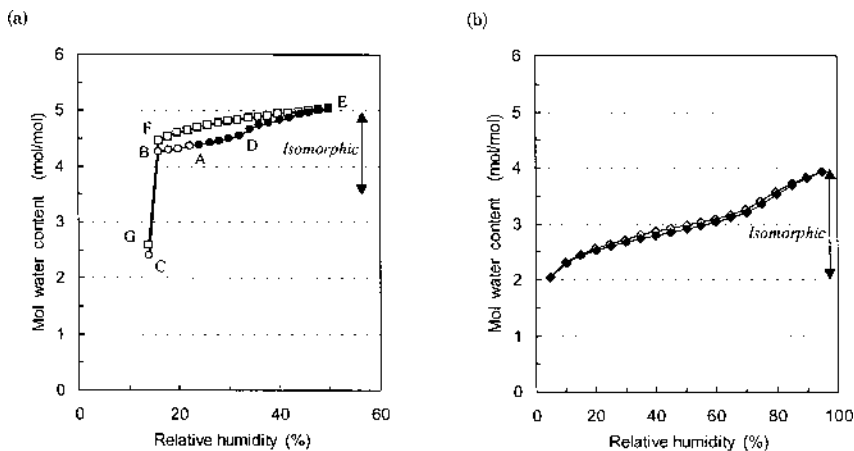 (a)
6
5
4
3
2
1
0
Mol water content (mol/mol)
F
B
A
D
E
G
C
Isomorphic
0
20
40
60
Relative humidity (%)
(b)
6
5
4
3
2
1
0
Mol water content (mol/mol)
Isomorphic
0
20
40
60
80
100
Relative humidity (%)